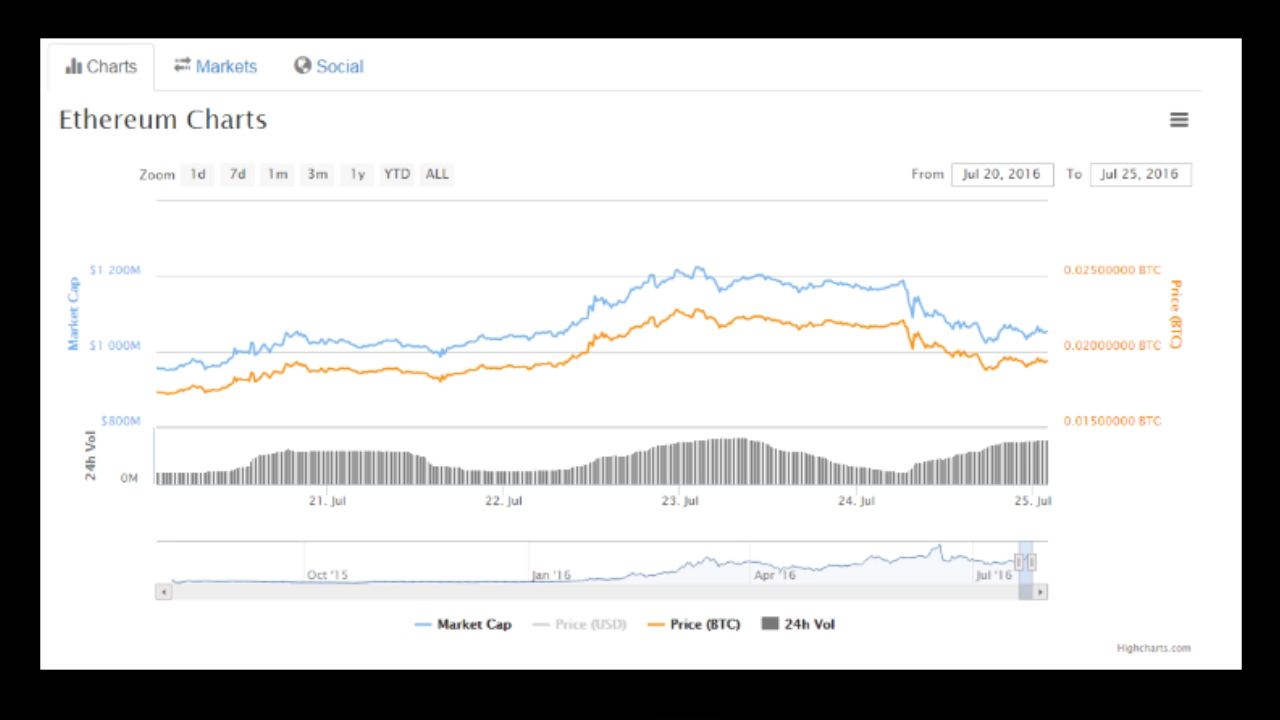 Charts Markets Social
Ethereum Charts
Zoom 1d 7d 1m 3m 1y YTD ALL From Jul 20, 2016 To Jul 25, 2016
Market Cap
$1 200M
$1 000M
$800M
0.02500000 BTC
0.02000000 BTC
0.01500000 BTC
Price (BTC)
24h Vol
0M
21. Jul 22. Jul 23. Jul 24. Jul 25. Jul
Oct '15 Jan '16 Apr '16 Jul '16
Market Cap Price (USD) Price (BTC) 24h Vol
Highcharts.com